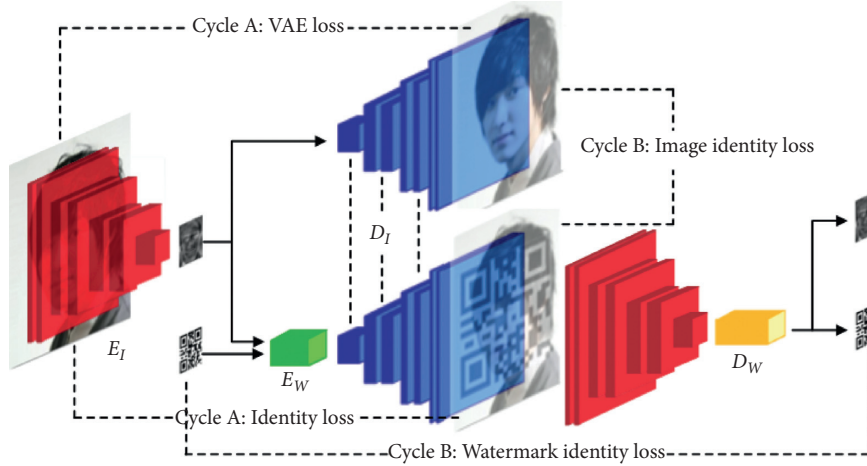 Cycle A: VAE loss
Cycle B: Image identity loss
D_I
E_I
E_W
D_W
Cycle A: Identity loss
Cycle B: Watermark identity loss